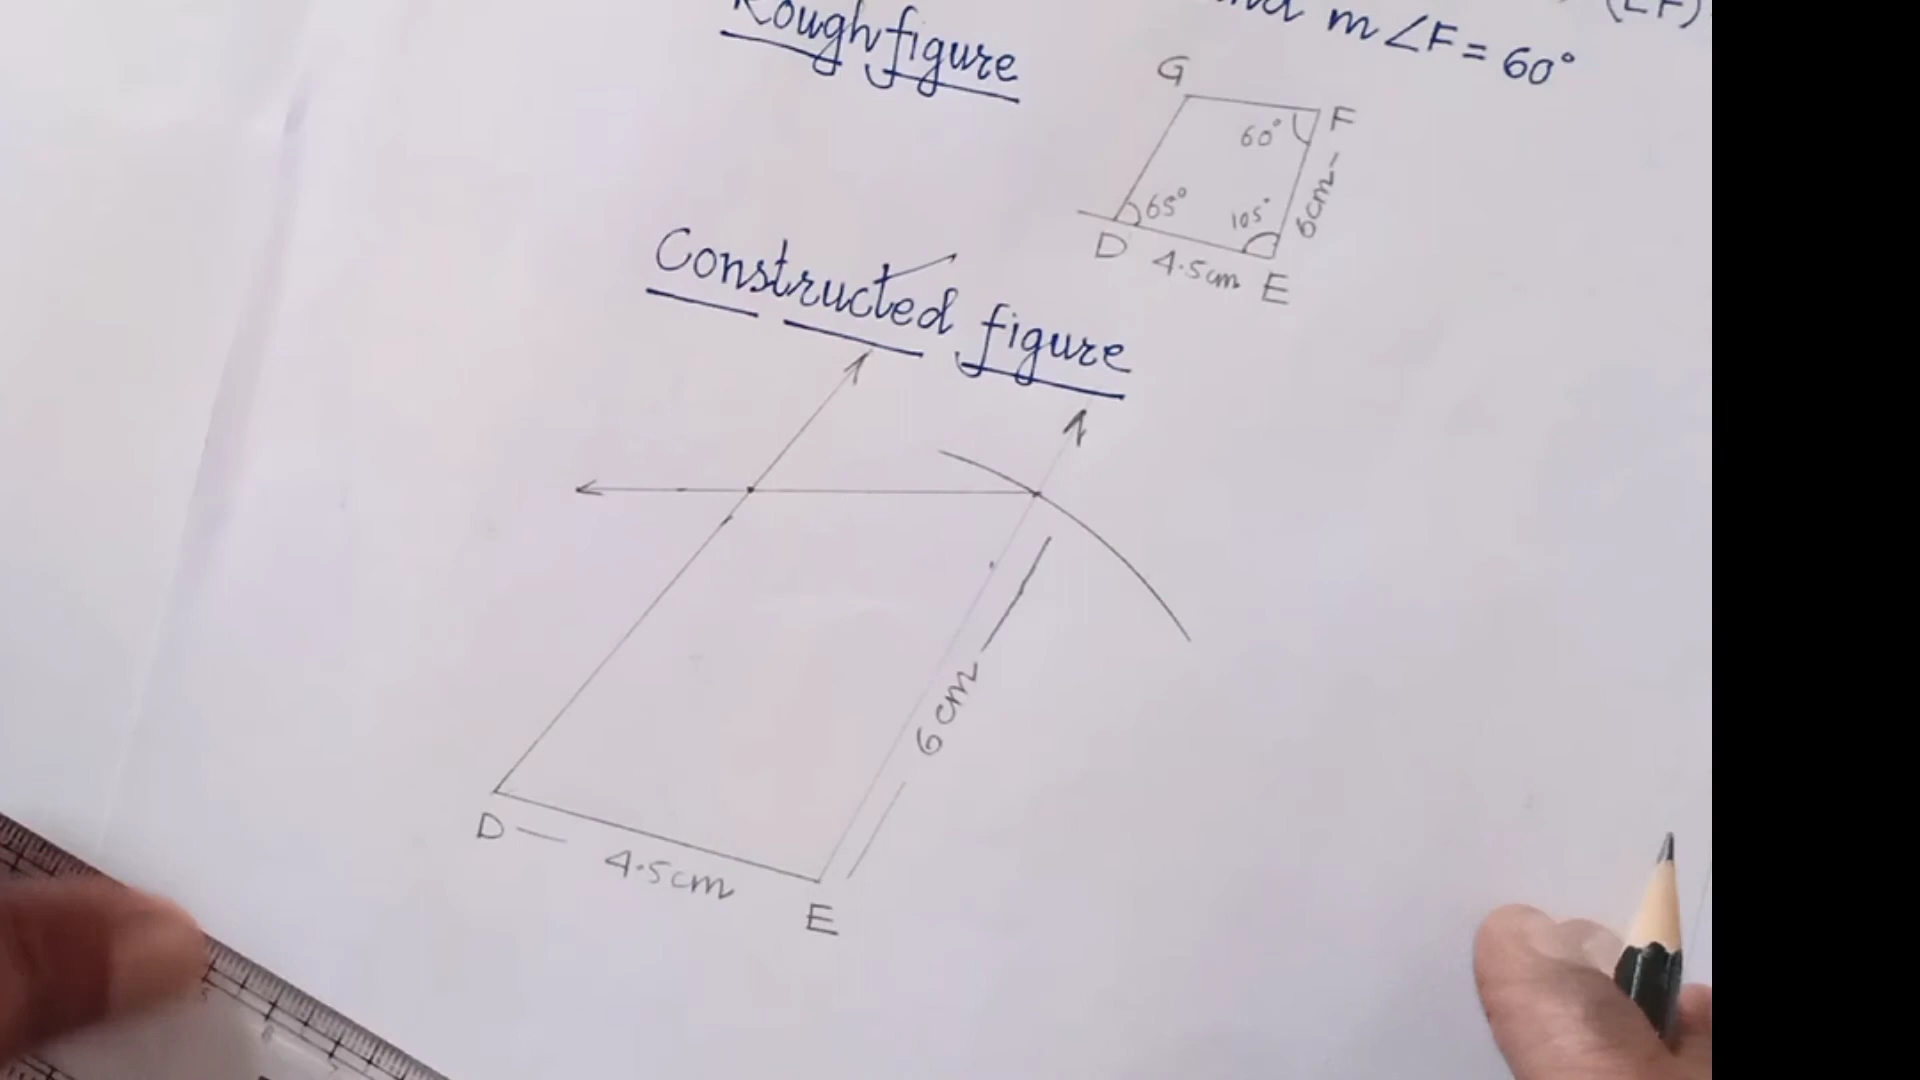 (∠F)
m∠F = 60°
Rough figure
G
F
60°
6cm
65°
105°
D
4.5cm
E
Constructed figure
6cm
D
4.5cm
E